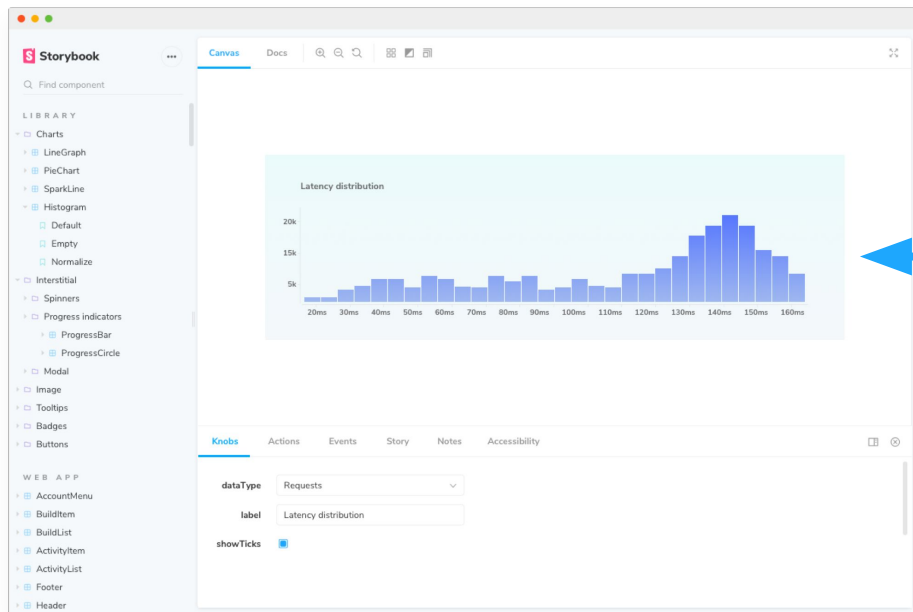 Storybook
Find component
LIBRARY
Charts
LineGraph
PieChart
SparkLine
Histogram
Default
Empty
Normalize
Interstitial
Spinners
Progress indicators
ProgressBar
ProgressCircle
Modal
Image
Tooltips
Badges
Buttons
WEB APP
AccountMenu
BuildItem
BuildList
ActivityItem
ActivityList
Footer
Header
Canvas Docs
Latency distribution
20k
15k
5k
20ms 30ms 40ms 50ms 60ms 70ms 80ms 90ms 100ms 110ms 120ms 130ms 140ms 150ms 160ms
Knobs Actions Events Story Notes Accessibility
dataType Requests
label Latency distribution
showTicks